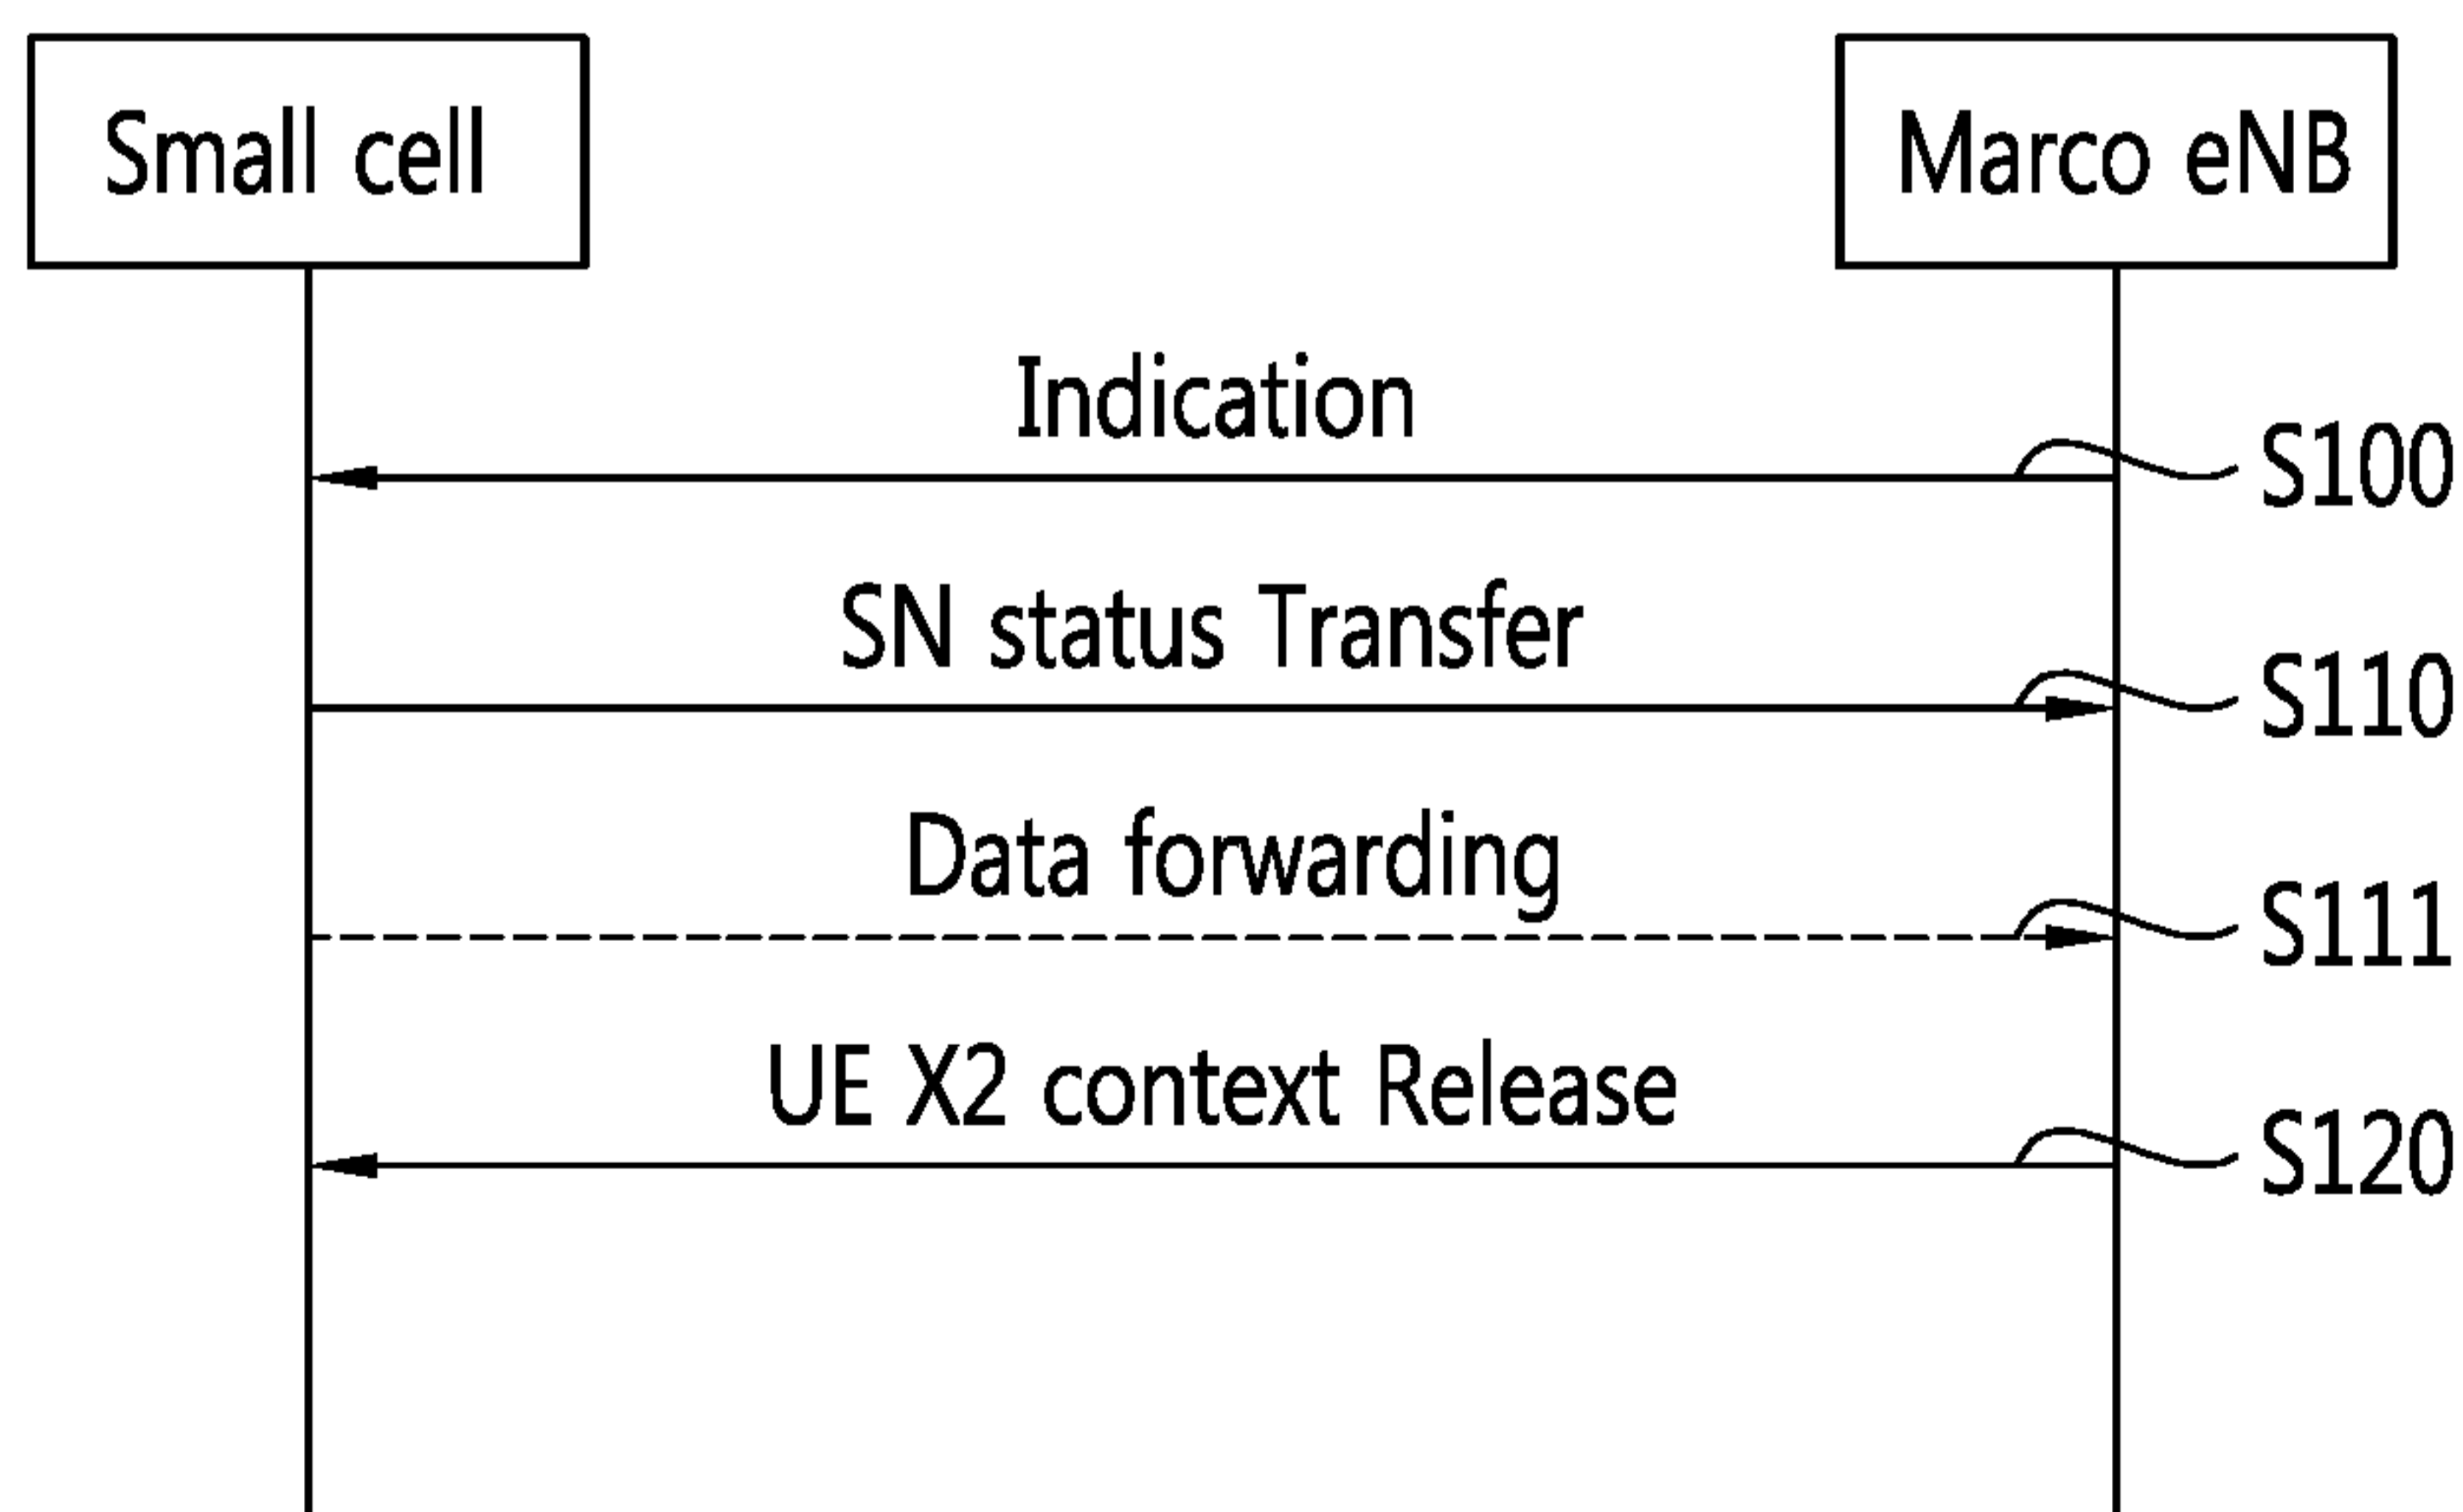 Small cell
Marco eNB
Indication
S100
SN status Transfer
S110
Data forwarding
S111
UE X2 context Release
S120